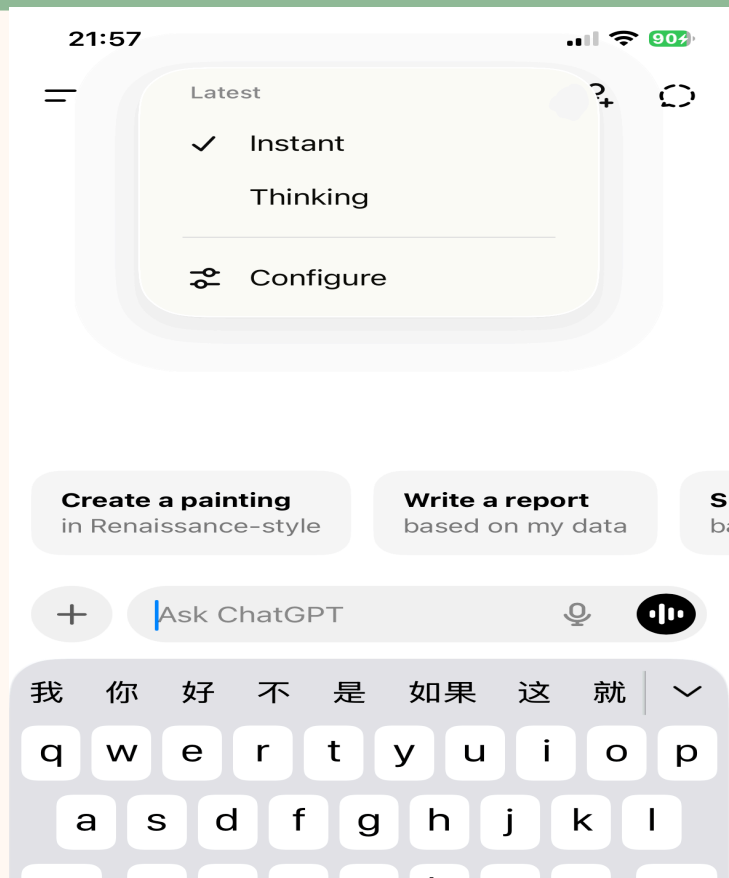 21:57
90
Latest
Instant
Thinking
Configure
Create a painting
in Renaissance-style
Write a report
based on my data
Ask ChatGPT
我 你 好 不 是 如果 这 就
q w e r t y u i o p
a s d f g h j k l